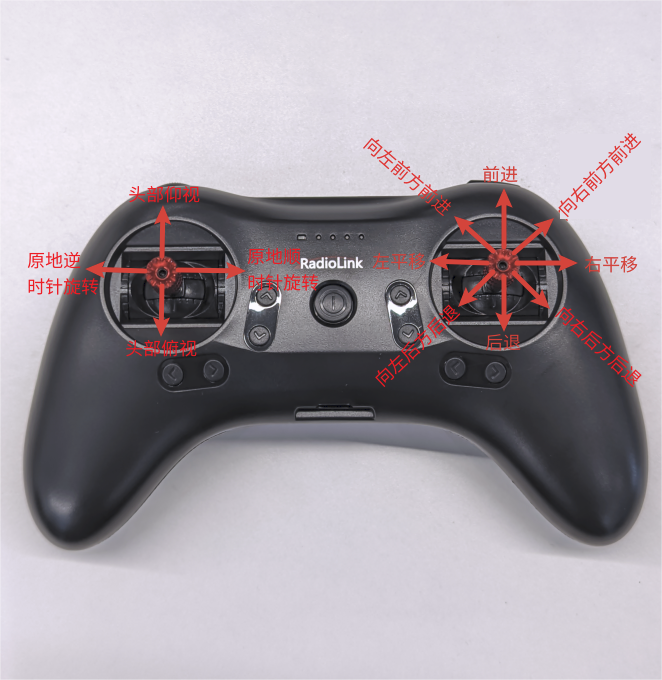 头部仰视
原地逆
时针旋转
原地顺
时针旋转
头部俯视
RadioLink
向左前方前进
前进
向右前方前进
左平移
右平移
向左后方后退
后退
向右后方后退